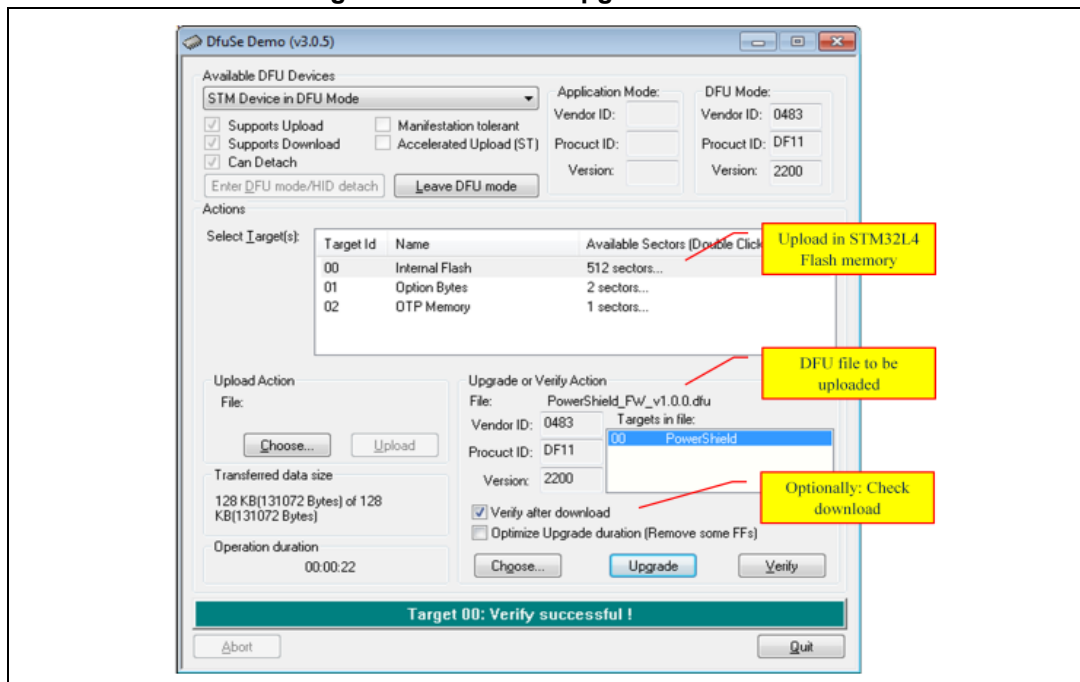 DfuSe Demo (v3.0.5)
Available DFU Devices
STM Device in DFU Mode
Supports Upload
Manifestation tolerant
Supports Download
Accelerated Upload (ST)
Can Detach
Enter DFU mode/HID detach
Leave DFU mode
Application Mode:
Vendor ID:
Procuct ID:
Version:
DFU Mode:
Vendor ID: 0483
Procuct ID: DF11
Version: 2200
Actions
Select Target(s):
Target Id Name Available Sectors (Double Click
00 Internal Flash 512 sectors...
01 Option Bytes 2 sectors...
02 OTP Memory 1 sectors...
Upload in STM32L4
Flash memory
Upload Action
File:
Choose...
Upload
Transferred data size
128 KB(131072 Bytes) of 128
KB(131072 Bytes)
Operation duration
00:00:22
Upgrade or Verify Action
File: PowerShield_FW_v1.0.0.dfu
Vendor ID: 0483
Procuct ID: DF11
Version: 2200
Targets in file:
00 PowerShield
DFU file to be
uploaded
Verify after download
Optimize Upgrade duration (Remove some FFs)
Optionally: Check
download
Choose...
Upgrade
Verify
Target 00: Verify successful !
Abort
Quit